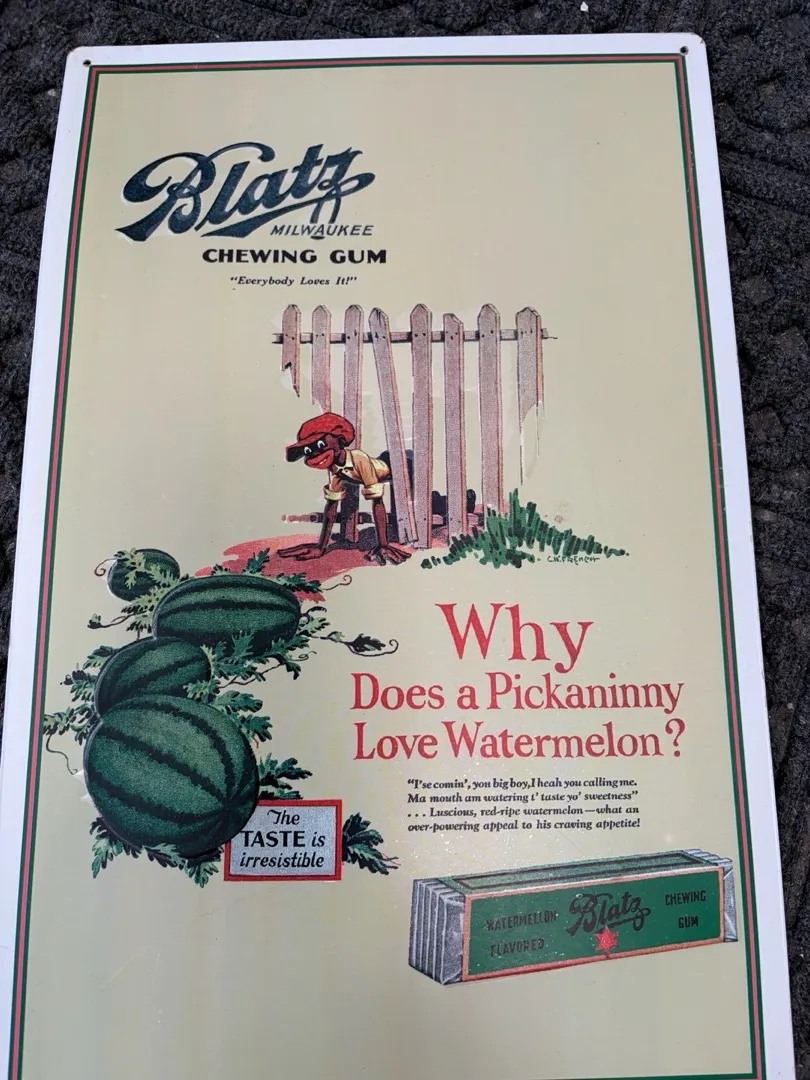 Blatz
MILWAUKEE
CHEWING GUM
"Everybody Loves It!"
Why
Does a Pickaninny
Love Watermelon?
"I'se comin', you big boy, I heah you calling me.
Ma mouth am watering t' taste yo' sweetness"
. . . Luscious, red-ripe watermelon—what an
over-powering appeal to his craving appetite!
The
TASTE is
irresistible
WATERMELLON
FLAVORED
Blatz
CHEWING
GUM